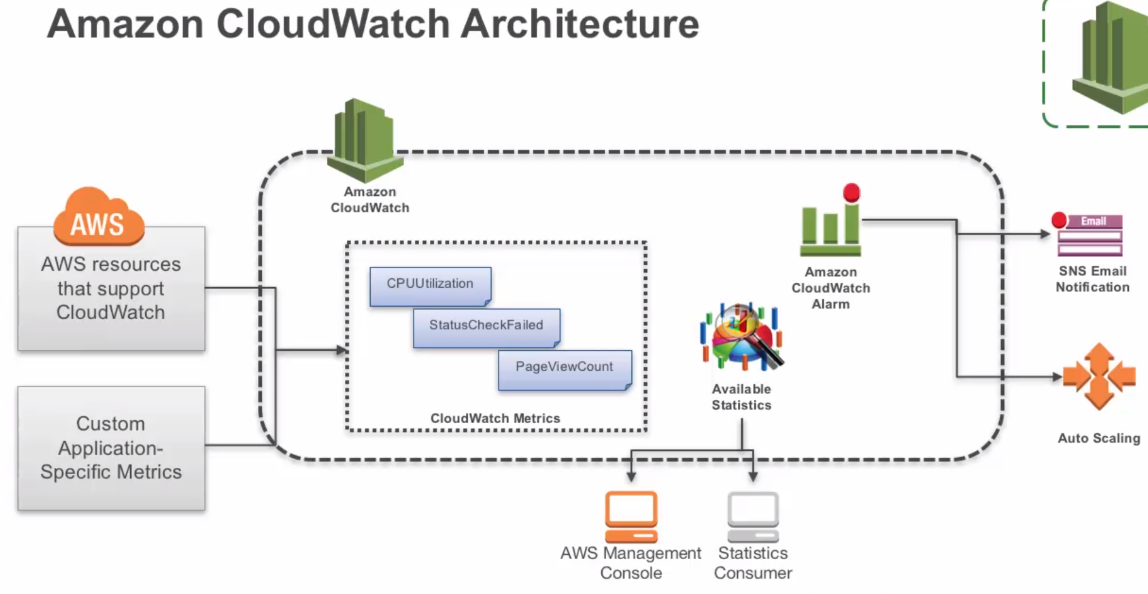 Amazon CloudWatch Architecture
Amazon
CloudWatch
AWS
AWS resources
that support
CloudWatch
Custom
Application-
Specific Metrics
CPUUtilization
StatusCheckFailed
PageViewCount
CloudWatch Metrics
Available
Statistics
Amazon
CloudWatch
Alarm
Email
SNS Email
Notification
Auto Scaling
AWS Management
Console
Statistics
Consumer